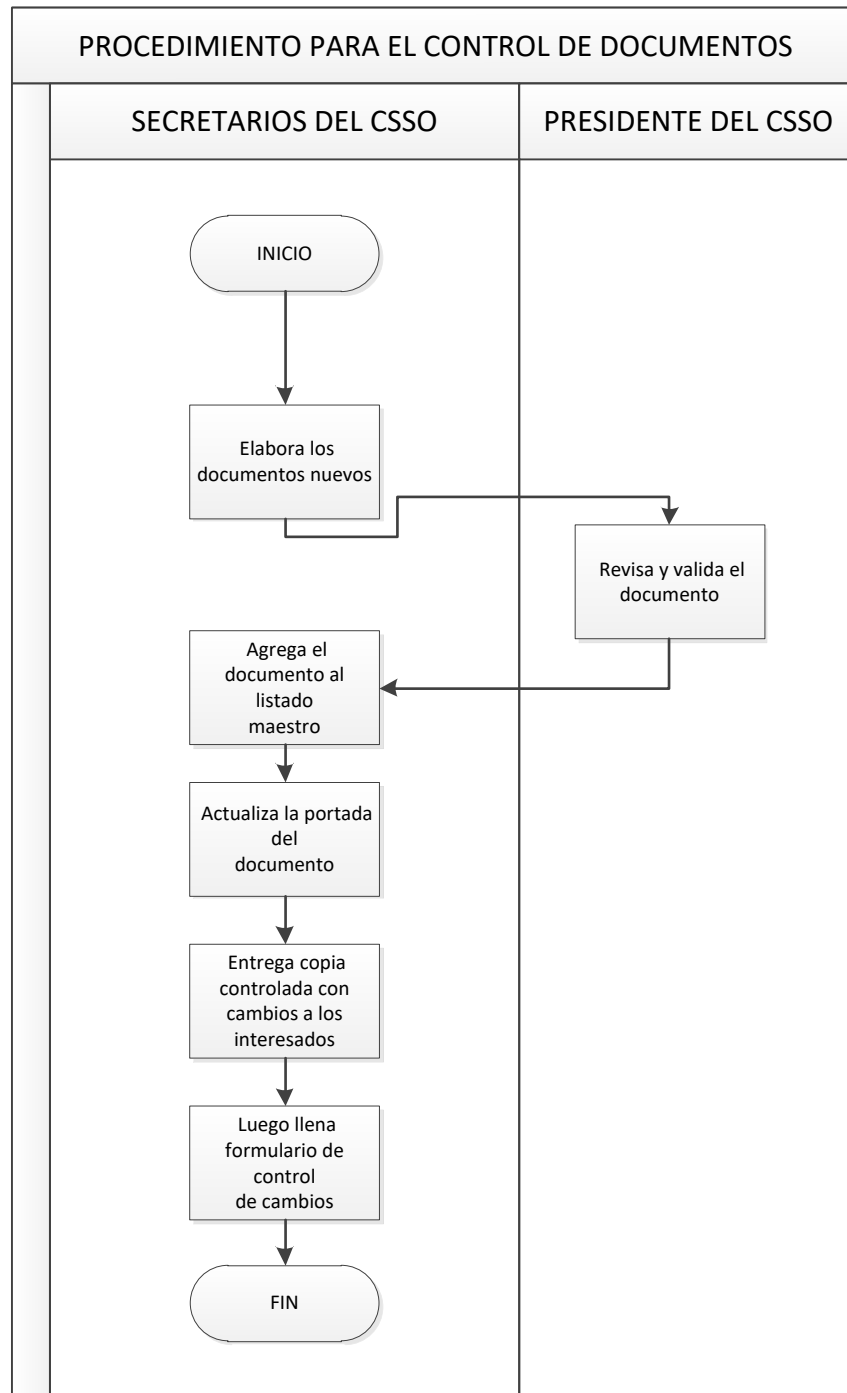 PROCEDIMIENTO PARA EL CONTROL DE DOCUMENTOS
SECRETARIOS DEL CSSO
PRESIDENTE DEL CSSO
INICIO
Elabora los
documentos nuevos
Revisa y valida el
documento
Agrega el
documento al
listado
maestro
Actualiza la portada
del
documento
Entrega copia
controlada con
cambios a los
interesados
Luego llena
formulario de
control
de cambios
FIN